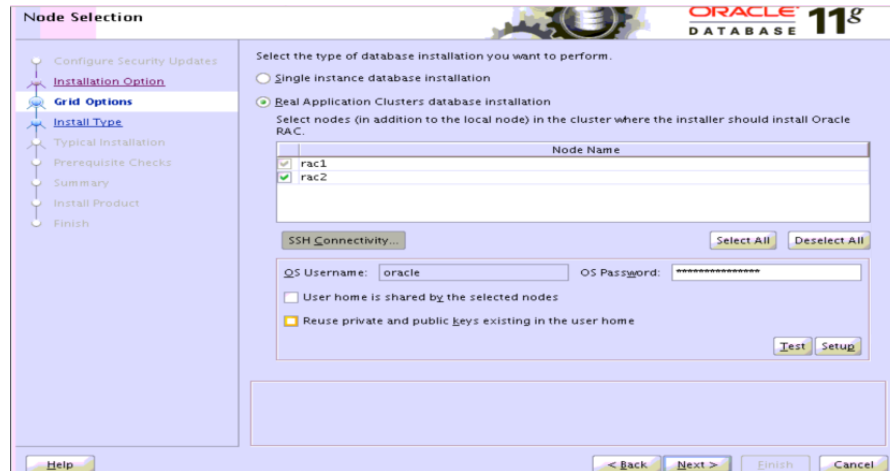 Node Selection
ORACLE
DATABASE 11g
Configure Security Updates
Installation Option
Grid Options
Install Type
Typical Installation
Prerequisite Checks
Summary
Install Product
Finish
Select the type of database installation you want to perform.
Single instance database installation
Real Application Clusters database installation
Select nodes (in addition to the local node) in the cluster where the installer should install Oracle
RAC.
Node Name
rac1
rac2
SSH Connectivity... Select All Deselect All
OS Username: oracle OS Password: ***************
User home is shared by the selected nodes
Reuse private and public keys existing in the user home
Test Setup
Help < Back Next > Finish Cancel